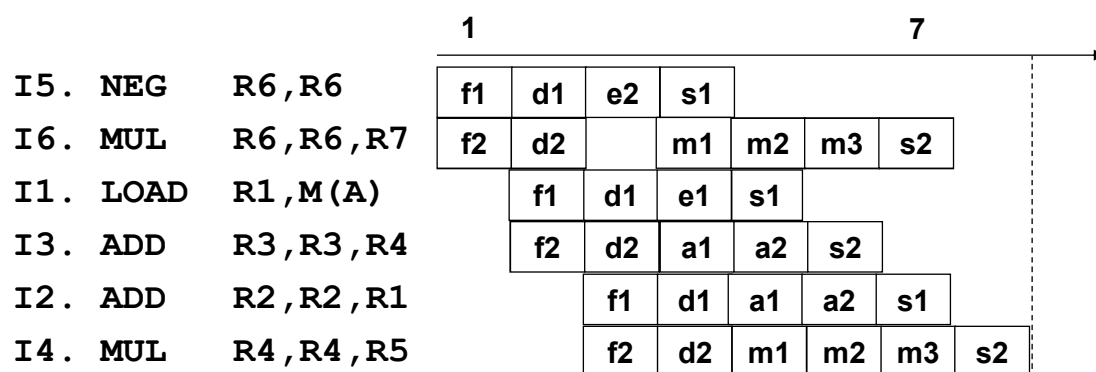 1 7
I5. NEG R6,R6 f1 d1 e2 s1
I6. MUL R6,R6,R7 f2 d2 m1 m2 m3 s2
I1. LOAD R1,M(A) f1 d1 e1 s1
I3. ADD R3,R3,R4 f2 d2 a1 a2 s2
I2. ADD R2,R2,R1 f1 d1 a1 a2 s1
I4. MUL R4,R4,R5 f2 d2 m1 m2 m3 s2